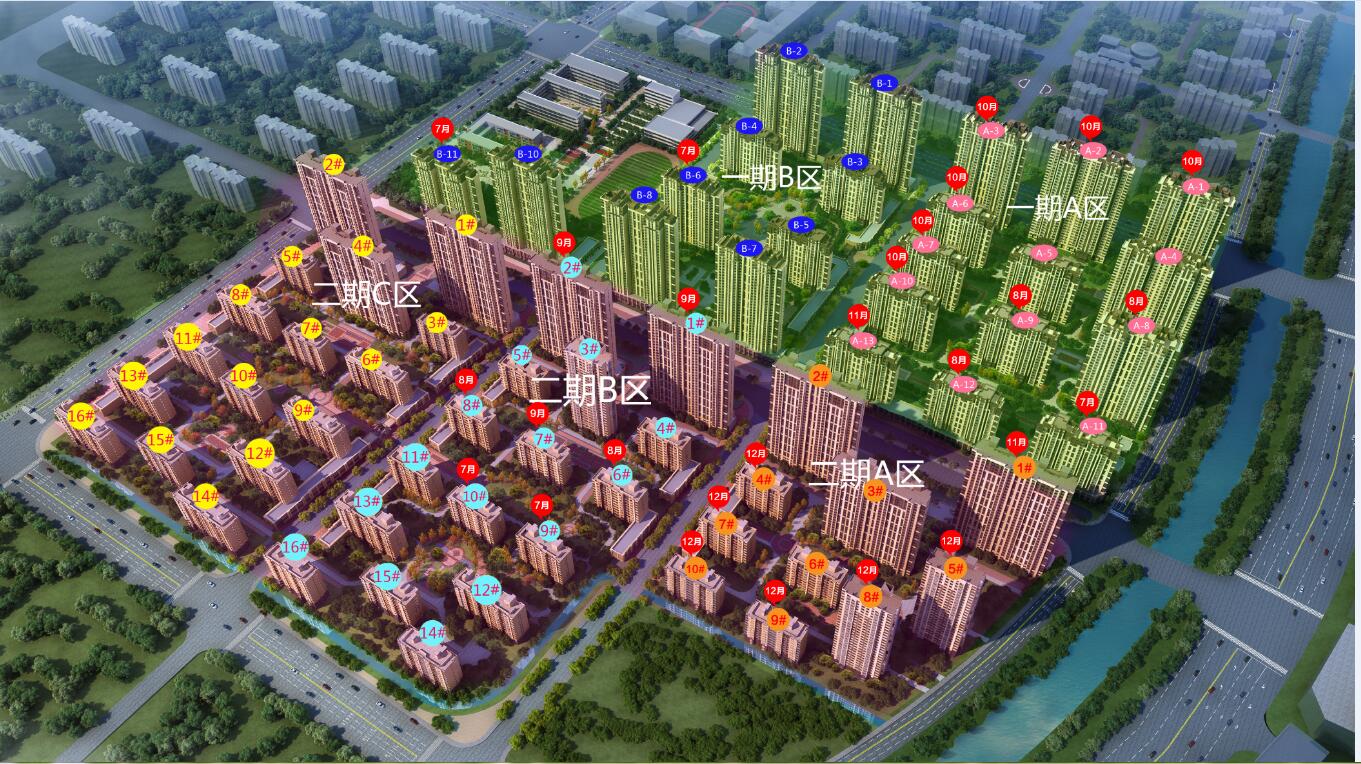 B-2
B-1
10月
A-3
10月
A-2
B-4
7月
B-11
B-10
7月
B-6
B-3
10月
A-1
2#
一期B区
10月
A-6
B-8
一期A区
1#
B-5
10月
A-7
4#
9月
2#
B-7
A-5
A-4
5#
10月
A-10
二期C区
8#
9月
1#
8月
A-9
8月
A-8
11#
7#
3#
11月
A-13
5#
3#
6#
8月
A-12
13#
10#
8月
8#
二期B区
2#
7月
A-11
16#
9#
9月
7#
4#
15#
12#
11#
8月
6#
12月
4#
二期A区
11月
1#
14#
13#
7月
10#
7月
9#
12月
7#
3#
16#
12月
10#
6#
12月
5#
15#
12#
12月
9#
12月
8#
14#